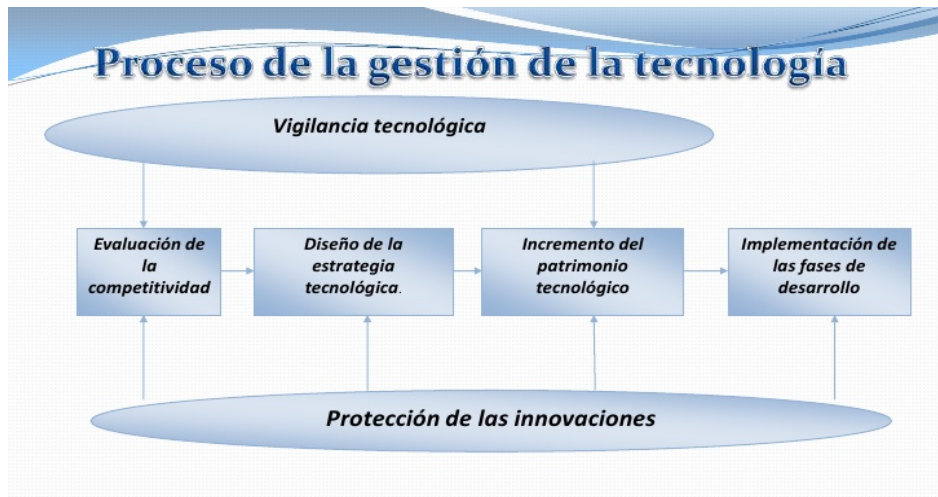 Proceso de la gestión de la tecnología
Vigilancia tecnológica
Evaluación de
la
competitividad
Diseño de la
estrategia
tecnológica.
Incremento del
patrimonio
tecnológico
Implementación de
las fases de
desarrollo
Protección de las innovaciones